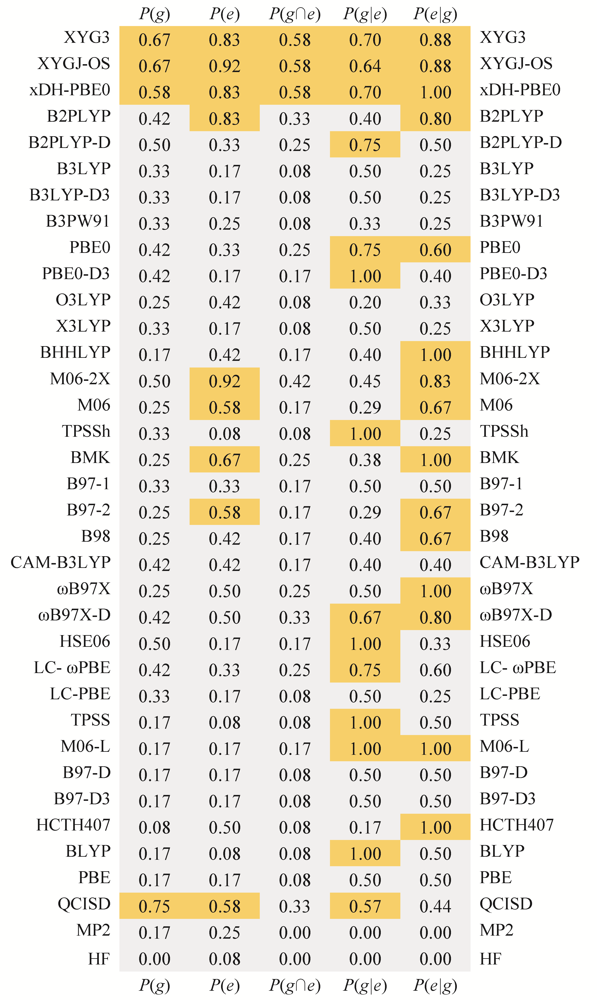 P(g) P(e) P(g∩e) P(g|e) P(e|g)
XYG3 0.67 0.83 0.58 0.70 0.88 XYG3
XYGJ-OS 0.67 0.92 0.58 0.64 0.88 XYGJ-OS
xDH-PBE0 0.58 0.83 0.58 0.70 1.00 xDH-PBE0
B2PLYP 0.42 0.83 0.33 0.40 0.80 B2PLYP
B2PLYP-D 0.50 0.33 0.25 0.75 0.50 B2PLYP-D
B3LYP 0.33 0.17 0.08 0.50 0.25 B3LYP
B3LYP-D3 0.33 0.17 0.08 0.50 0.25 B3LYP-D3
B3PW91 0.33 0.25 0.08 0.33 0.25 B3PW91
PBE0 0.42 0.33 0.25 0.75 0.60 PBE0
PBE0-D3 0.42 0.17 0.17 1.00 0.40 PBE0-D3
O3LYP 0.25 0.42 0.08 0.20 0.33 O3LYP
X3LYP 0.33 0.17 0.08 0.50 0.25 X3LYP
BHHLYP 0.17 0.42 0.17 0.40 1.00 BHHLYP
M06-2X 0.50 0.92 0.42 0.45 0.83 M06-2X
M06 0.25 0.58 0.17 0.29 0.67 M06
TPSSh 0.33 0.08 0.08 1.00 0.25 TPSSh
BMK 0.25 0.67 0.25 0.38 1.00 BMK
B97-1 0.33 0.33 0.17 0.50 0.50 B97-1
B97-2 0.25 0.58 0.17 0.29 0.67 B97-2
B98 0.25 0.42 0.17 0.40 0.67 B98
CAM-B3LYP 0.42 0.42 0.17 0.40 0.40 CAM-B3LYP
ωB97X 0.25 0.50 0.25 0.50 1.00 ωB97X
ωB97X-D 0.42 0.50 0.33 0.67 0.80 ωB97X-D
HSE06 0.50 0.17 0.17 1.00 0.33 HSE06
LC- ωPBE 0.42 0.33 0.25 0.75 0.60 LC- ωPBE
LC-PBE 0.33 0.17 0.08 0.50 0.25 LC-PBE
TPSS 0.17 0.08 0.08 1.00 0.50 TPSS
M06-L 0.17 0.17 0.17 1.00 1.00 M06-L
B97-D 0.17 0.17 0.08 0.50 0.50 B97-D
B97-D3 0.17 0.17 0.08 0.50 0.50 B97-D3
HCTH407 0.08 0.50 0.08 0.17 1.00 HCTH407
BLYP 0.17 0.08 0.08 1.00 0.50 BLYP
PBE 0.17 0.17 0.08 0.50 0.50 PBE
QCISD 0.75 0.58 0.33 0.57 0.44 QCISD
MP2 0.17 0.25 0.00 0.00 0.00 MP2
HF 0.00 0.08 0.00 0.00 0.00 HF
P(g) P(e) P(g∩e) P(g|e) P(e|g)